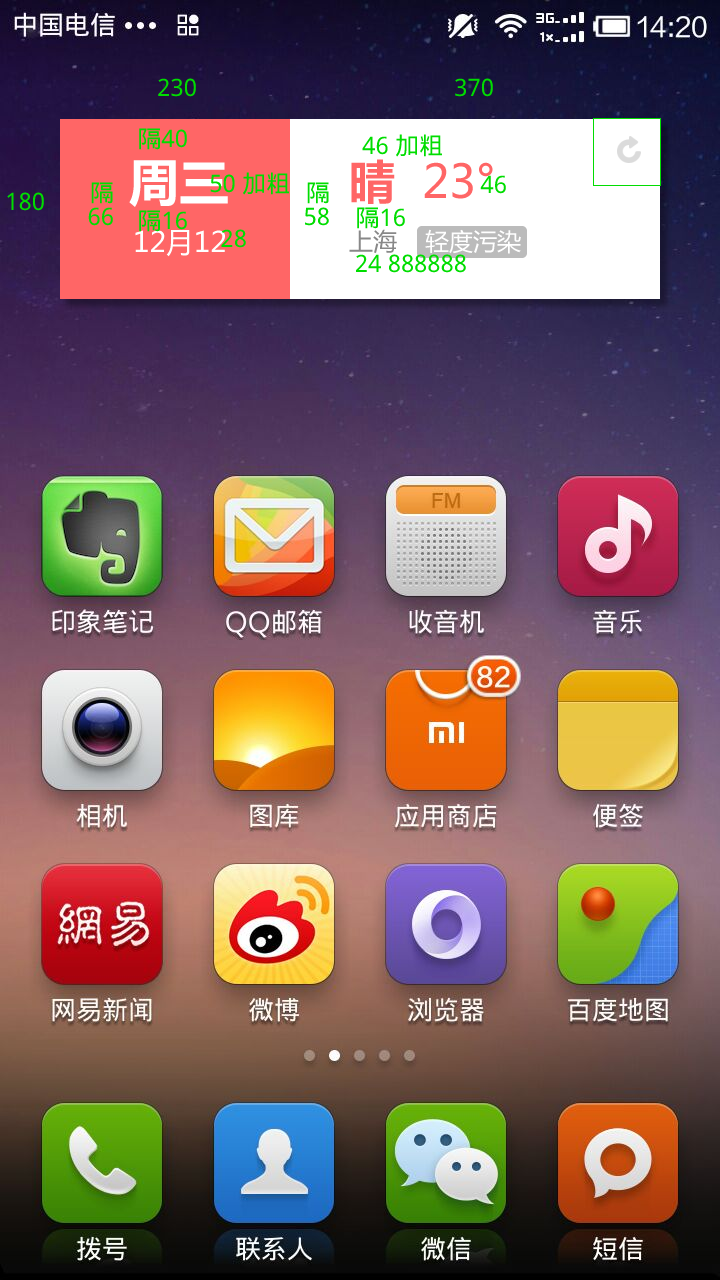 中国电信 ••• 3G 1× 14:20
230 370
隔40 46 加粗
周三 50 加粗 晴 23° 46
180 隔 66 隔 58
隔16 隔16
12月12 28 上海 轻度污染
24 888888
FM
印象笔记 QQ邮箱 收音机 音乐
82
mi
相机 图库 应用商店 便签
網易
网易新闻 微博 浏览器 百度地图
拨号 联系人 微信 短信